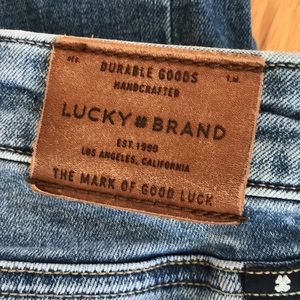 DURABLE GOODS
HANDCRAFTED
LUCKY BRAND
EST. 1990
LOS ANGELES, CALIFORNIA
THE MARK OF GOOD LUCK